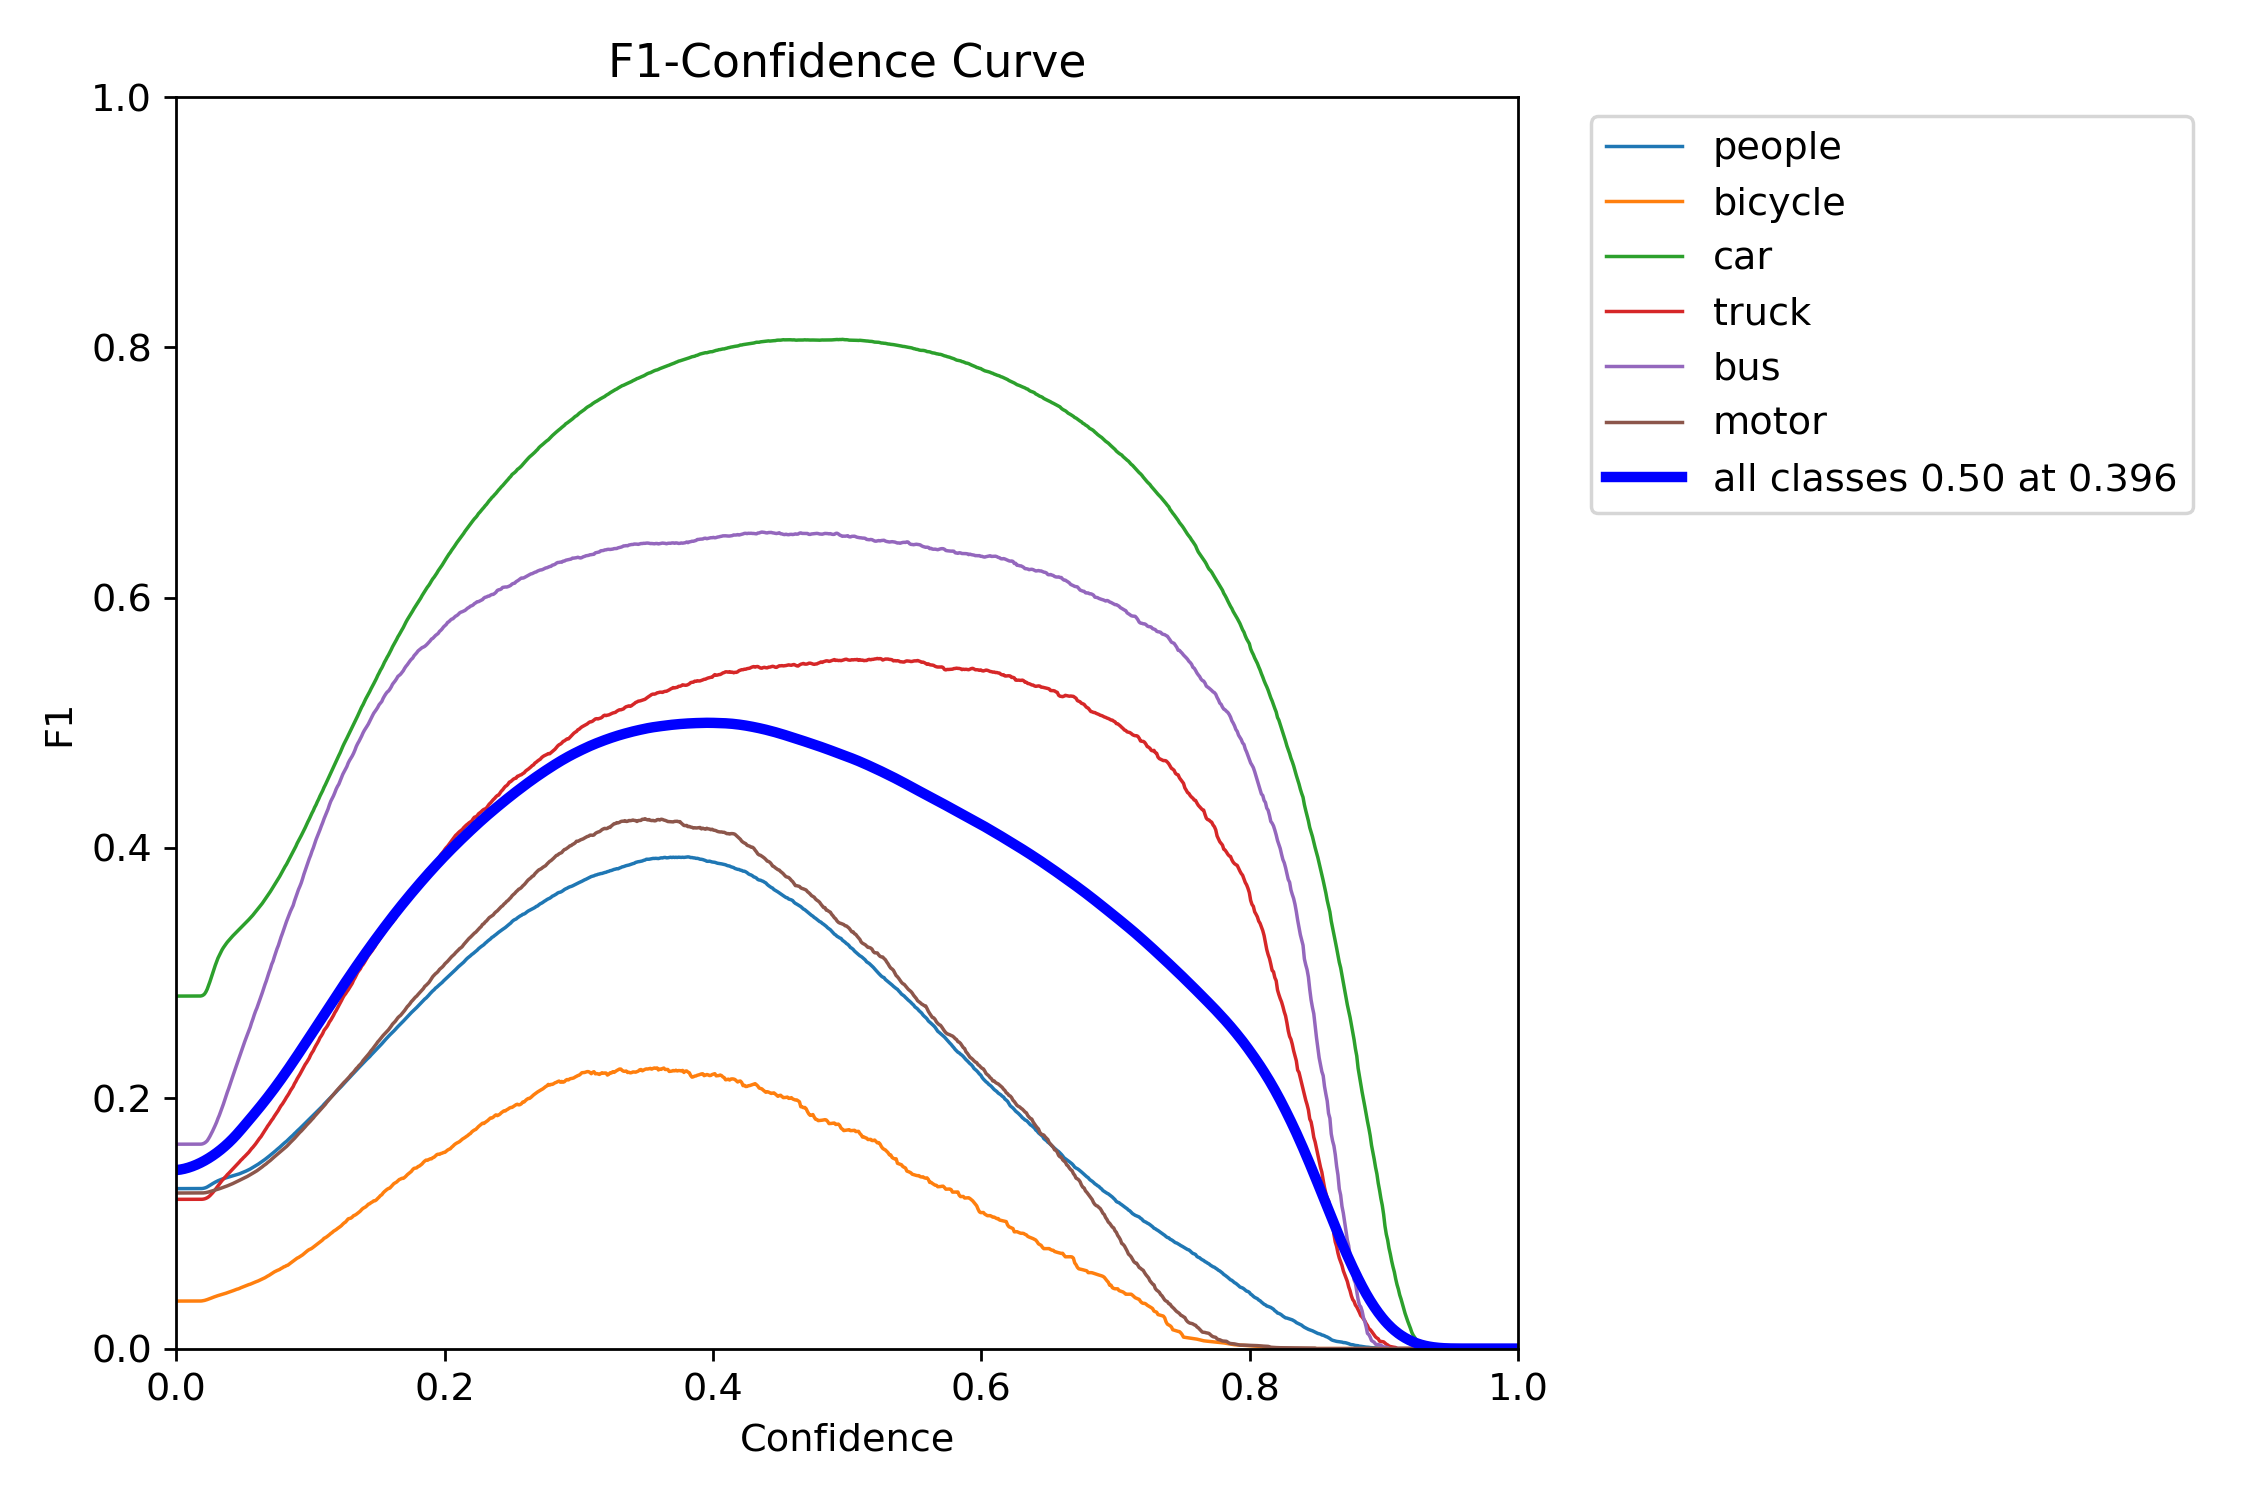 F1-Confidence Curve
1.0
0.8
0.6
0.4
0.2
0.0
F1
0.0 0.2 0.4 0.6 0.8 1.0
Confidence
people
bicycle
car
truck
bus
motor
all classes 0.50 at 0.396